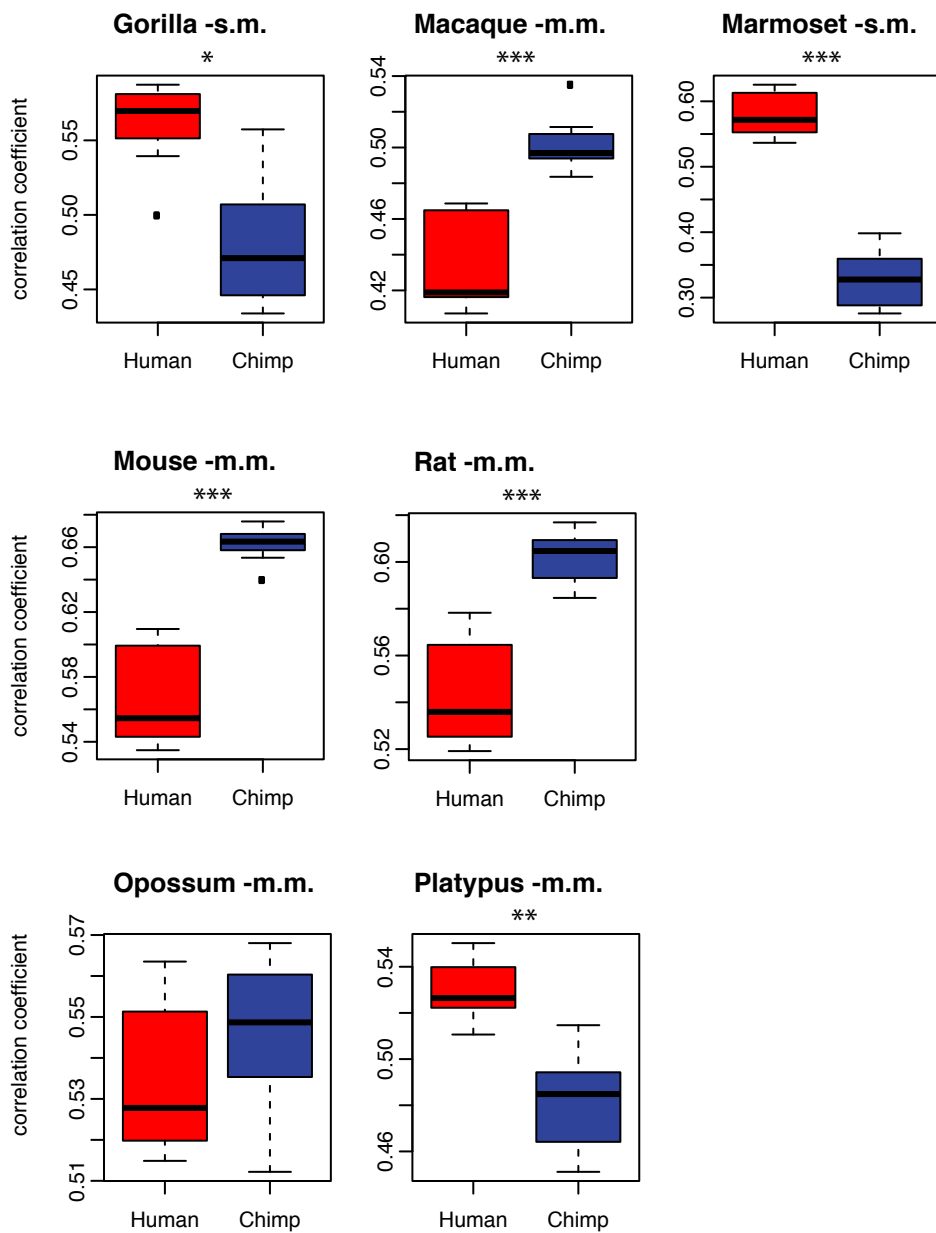 Gorilla -s.m.
Macaque -m.m.
Marmoset -s.m.
*
***
***
correlation coefficient
0.55
0.50
0.45
0.54
0.50
0.46
0.42
0.60
0.50
0.40
0.30
Human Chimp
Human Chimp
Human Chimp
Mouse -m.m.
Rat -m.m.
***
***
correlation coefficient
0.66
0.62
0.58
0.54
0.60
0.56
0.52
Human Chimp
Human Chimp
Opossum -m.m.
Platypus -m.m.
**
correlation coefficient
0.57
0.55
0.53
0.51
0.54
0.50
0.46
Human Chimp
Human Chimp